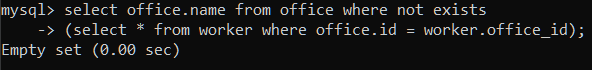 mysql> select office.name from office where not exists
    -> (select * from worker where office.id = worker.office_id);
Empty set (0.00 sec)